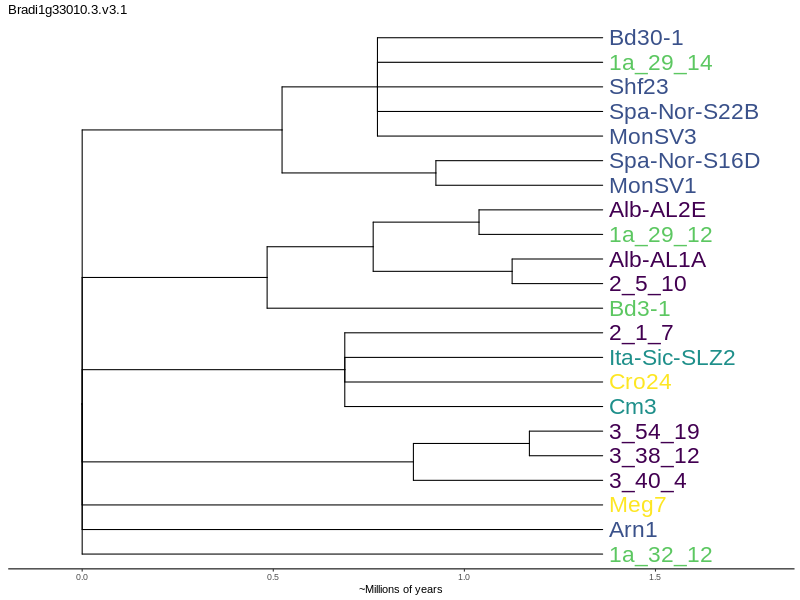 Bradi1g33010.3.v3.1
Bd30-1
1a_29_14
Shf23
Spa-Nor-S22B
MonSV3
Spa-Nor-S16D
MonSV1
Alb-AL2E
1a_29_12
Alb-AL1A
2_5_10
Bd3-1
2_1_7
Ita-Sic-SLZ2
Cro24
Cm3
3_54_19
3_38_12
3_40_4
Meg7
Arn1
1a_32_12
0.0 0.5 1.0 1.5
~Millions of years